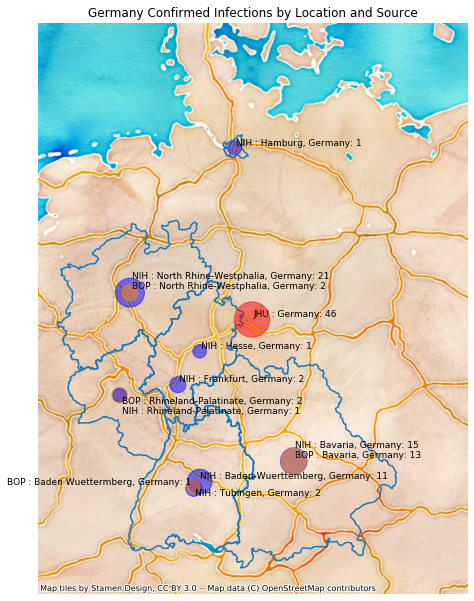 Germany Confirmed Infections by Location and Source
NIH : Hamburg, Germany: 1
NIH : North Rhine-Westphalia, Germany: 21
BOP : North Rhine-Westphalia, Germany: 2
JHU : Germany: 46
NIH : Hesse, Germany: 1
NIH : Frankfurt, Germany: 2
BOP : Rhineland-Palatinate, Germany: 2
NIH : Rhineland-Palatinate, Germany: 1
NIH : Bavaria, Germany: 15
BOP : Bavaria, Germany: 13
NIH : Baden-Wuerttemberg, Germany: 11
BOP : Baden Wuettermberg, Germany: 1
NIH : Tubingen, Germany: 2
Map tiles by Stamen Design, CC BY 3.0 -- Map data (C) OpenStreetMap contributors